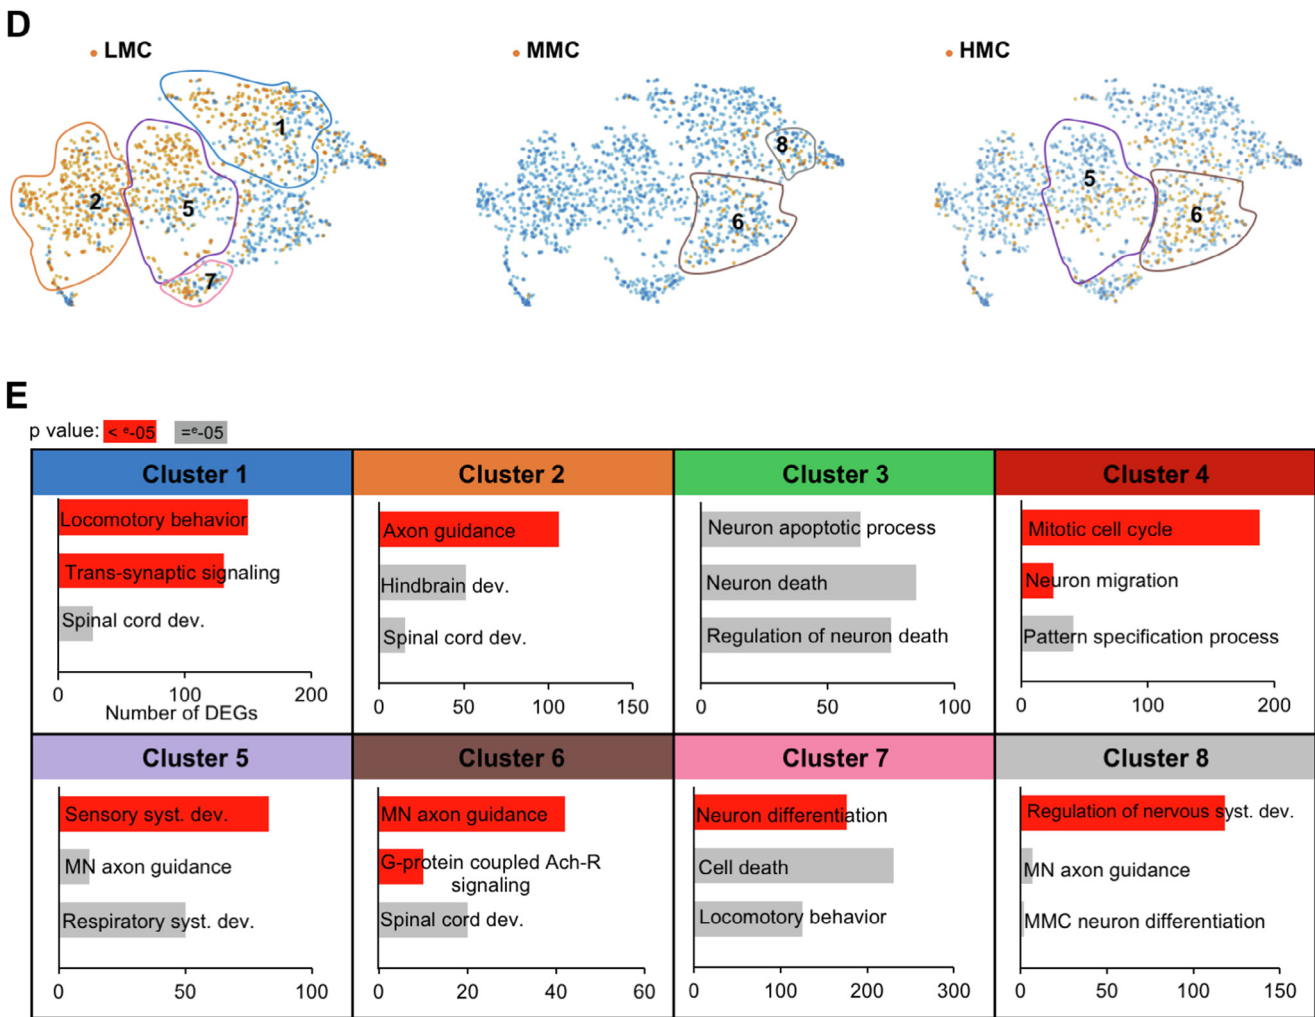 D
LMC
MMC
HMC
1
2
5
7
8
6
5
6
E
p value: < e-05 =e-05
Cluster 1
Locomotory behavior
Trans-synaptic signaling
Spinal cord dev.
0 100 200
Number of DEGs
Cluster 2
Axon guidance
Hindbrain dev.
Spinal cord dev.
0 50 100 150
Cluster 3
Neuron apoptotic process
Neuron death
Regulation of neuron death
0 50 100
Cluster 4
Mitotic cell cycle
Neuron migration
Pattern specification process
0 100 200
Cluster 5
Sensory syst. dev.
MN axon guidance
Respiratory syst. dev.
0 50 100
Cluster 6
MN axon guidance
G-protein coupled Ach-R
signaling
Spinal cord dev.
0 20 40 60
Cluster 7
Neuron differentiation
Cell death
Locomotory behavior
0 100 200 300
Cluster 8
Regulation of nervous syst. dev.
MN axon guidance
MMC neuron differentiation
0 50 100 150